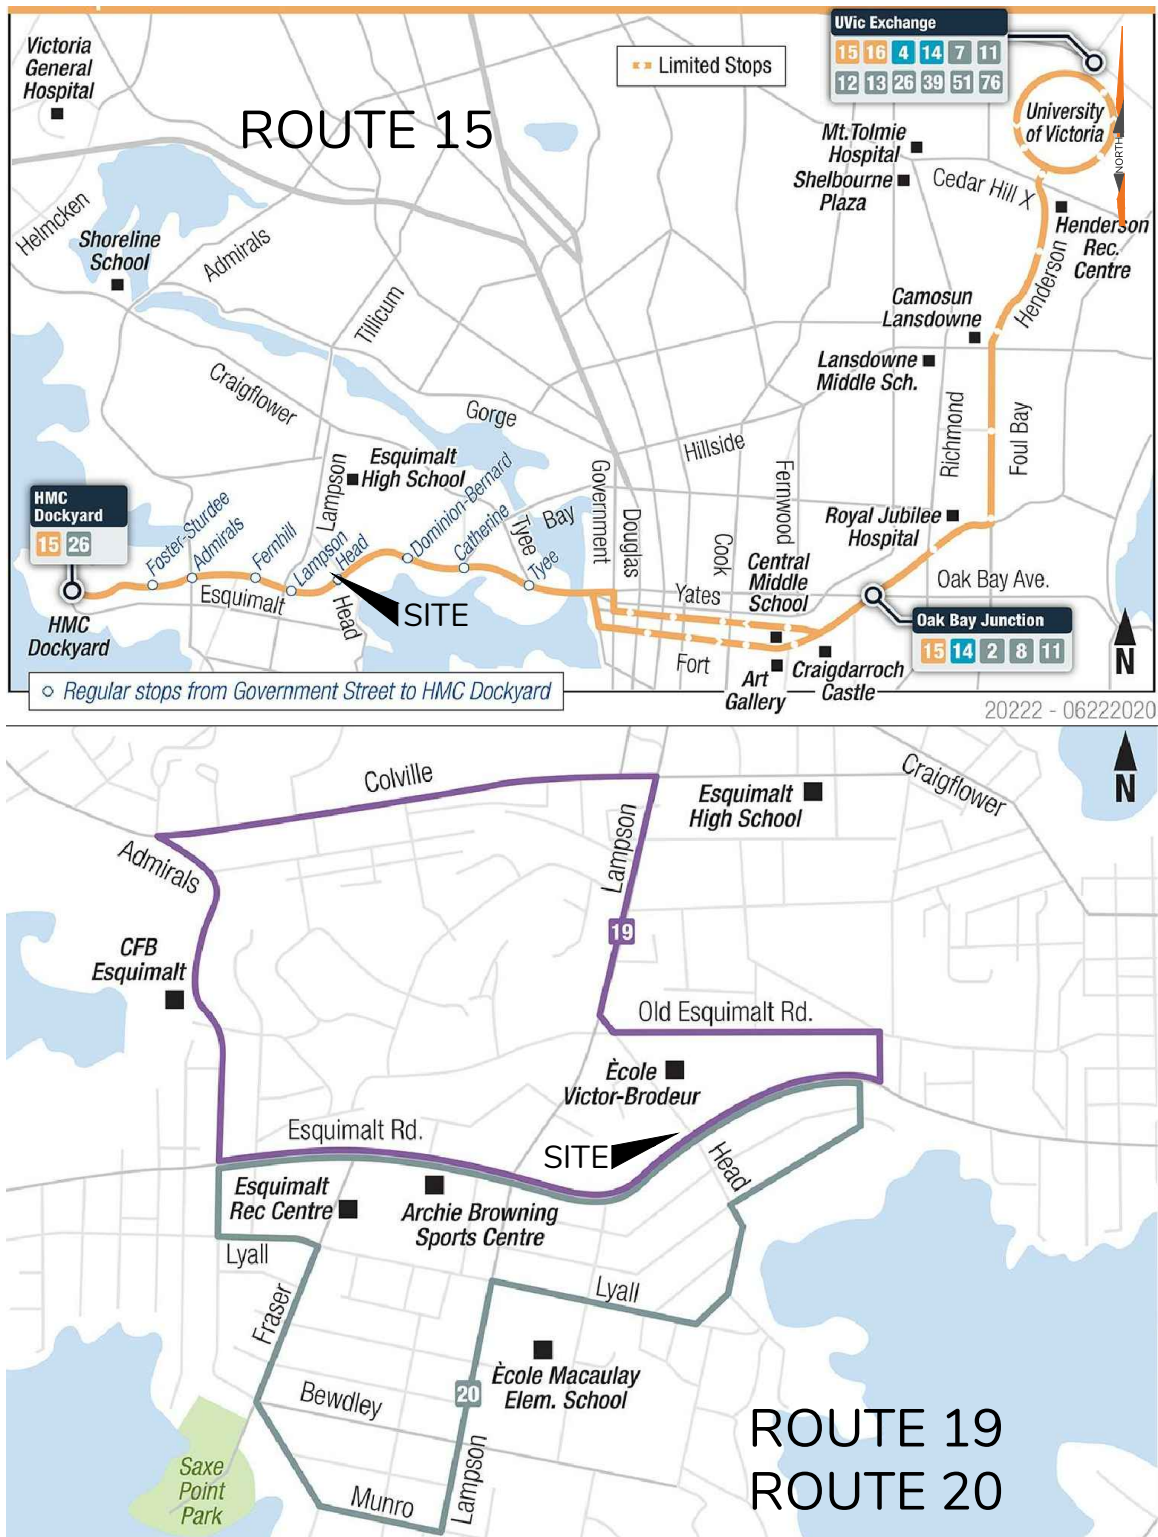 Victoria
General
Hospital
ROUTE 15
Limited Stops
UVic Exchange
15 16 4 14 7 11
12 13 26 39 51 76
University
of Victoria
NORTH
Mt.Tolmie
Hospital
Shelbourne
Plaza
Cedar Hill X
Henderson
Rec.
Centre
Henderson
Helmcken
Shoreline
School
Admirals
Tillicum
Camosun
Lansdowne
Lansdowne
Middle Sch.
Craigflower
Gorge
Hillside
Richmond
Foul Bay
Lampson
Esquimalt
High School
Government
Douglas
Cook
Fernwood
Royal Jubilee
Hospital
HMC
Dockyard
15 26
Foster-Sturdee
Admirals
Fernhill
Lampson
Head
Dominion-Bernard
Catherine
Tyee
Bay
Tyee
Central
Middle
School
Oak Bay Ave.
Yates
Esquimalt
Head
SITE
HMC
Dockyard
Oak Bay Junction
15 14 2 8 11
N
Fort
Art
Gallery
Craigdarroch
Castle
Regular stops from Government Street to HMC Dockyard
20222 - 06222020
Colville
Craigflower
N
Esquimalt
High School
Lampson
Admirals
19
CFB
Esquimalt
Old Esquimalt Rd.
Ècole
Victor-Brodeur
Esquimalt Rd.
SITE
Head
Esquimalt
Rec Centre
Archie Browning
Sports Centre
Lyall
Lyall
Fraser
Ècole Macaulay
Elem. School
Bewdley
20
Lampson
ROUTE 19
ROUTE 20
Saxe
Point
Park
Munro